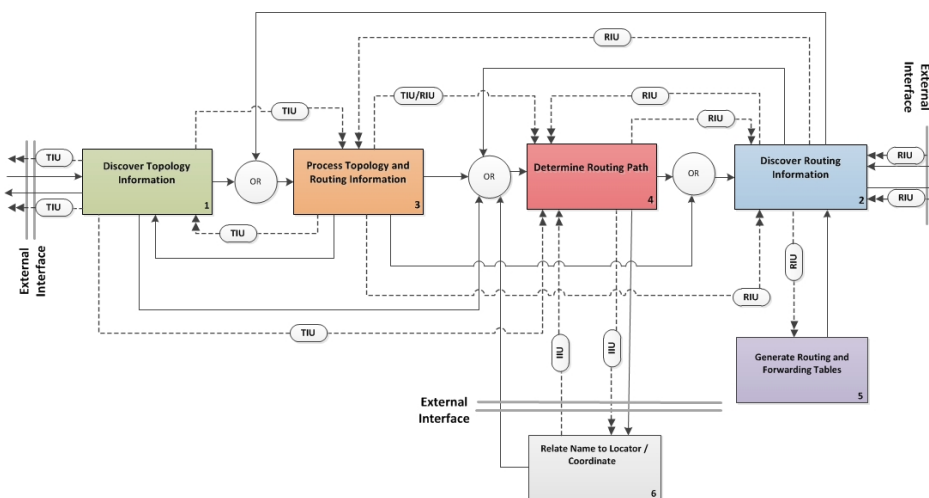 RIU
TIU
TIU/RIU
RIU
TIU
RIU
External
Interface
TIU
Discover Topology
Information
1
OR
Process Topology and
Routing Information
3
OR
Determine Routing Path
4
OR
Discover Routing
Information
2
RIU
RIU
TIU
TIU
External
Interface
RIU
RIU
TIU
IIU
IIU
Generate Routing and
Forwarding Tables
5
External
Interface
Relate Name to Locator /
Coordinate
6